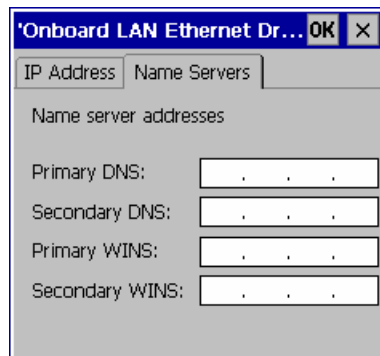 'Onboard LAN Ethernet Dr... OK ×
IP Address Name Servers
Name server addresses
Primary DNS: . . .
Secondary DNS: . . .
Primary WINS: . . .
Secondary WINS: . . .